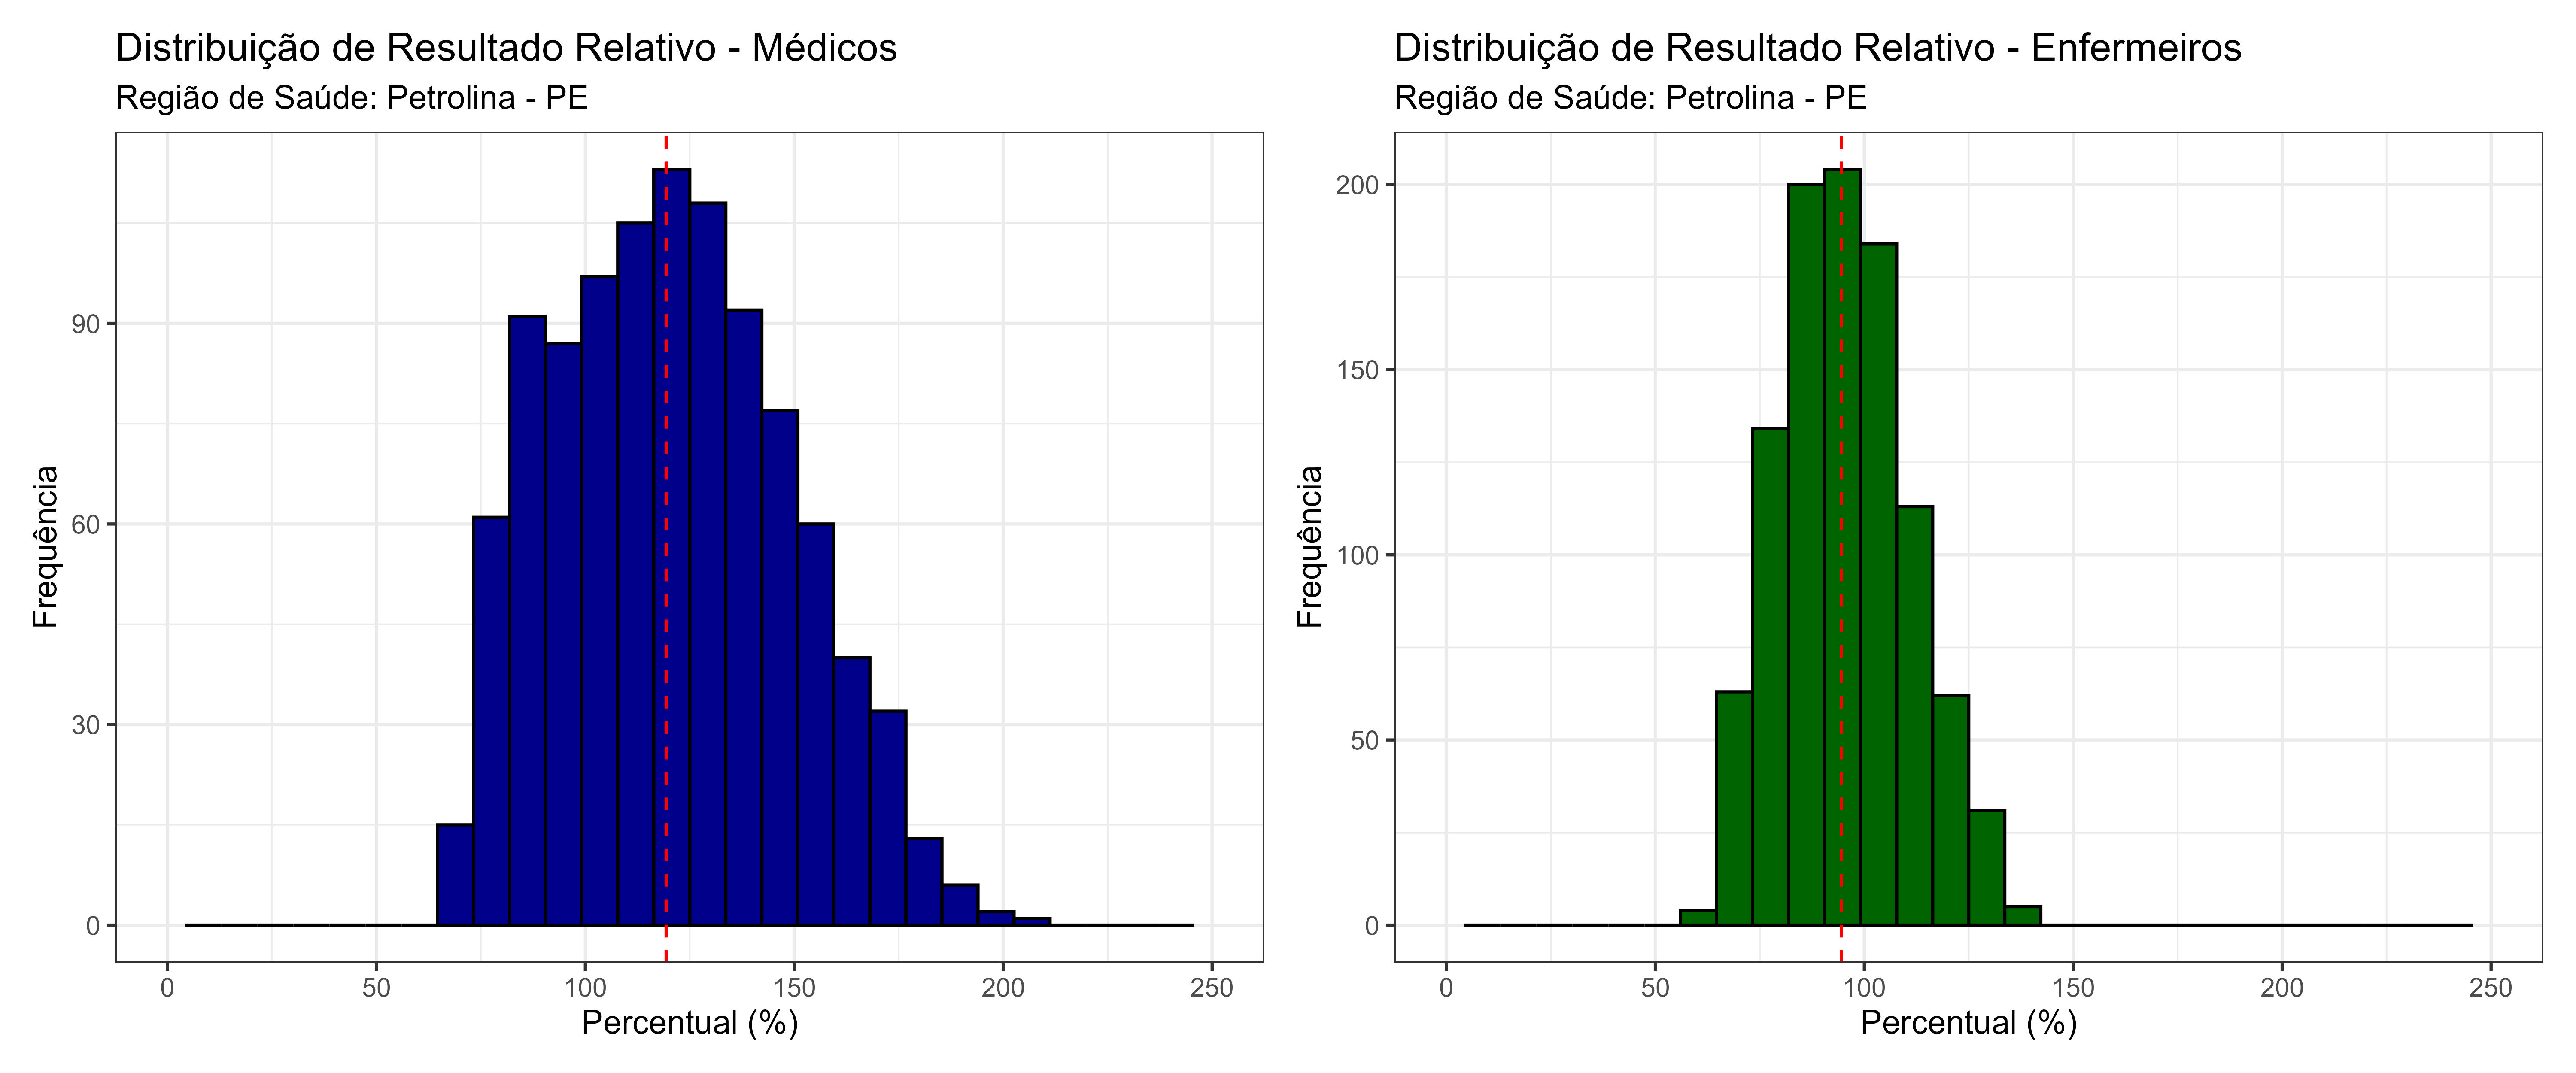 Distribuição de Resultado Relativo - Médicos
Região de Saúde: Petrolina - PE
Frequência
90
60
30
0
0 50 100 150 200 250
Percentual (%)
Distribuição de Resultado Relativo - Enfermeiros
Região de Saúde: Petrolina - PE
Frequência
200
150
100
50
0
0 50 100 150 200 250
Percentual (%)